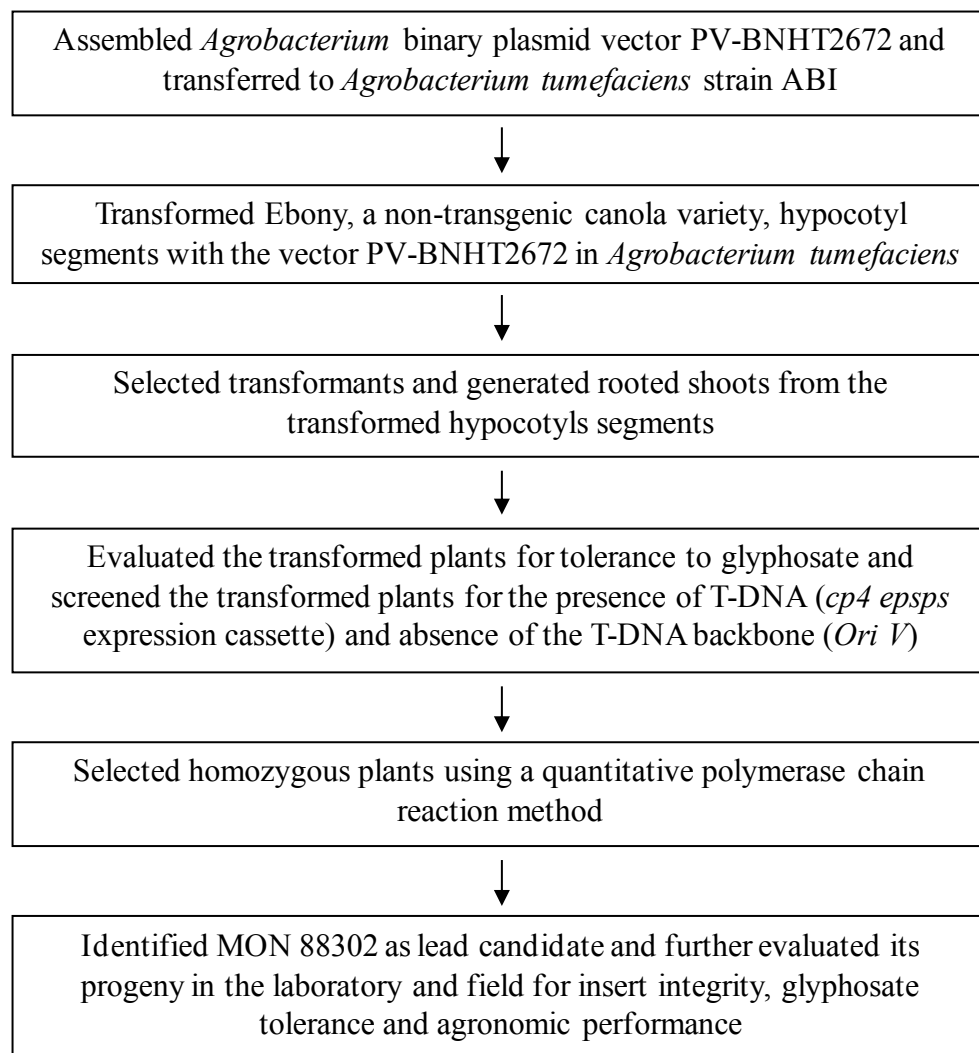 Assembled Agrobacterium binary plasmid vector PV-BNHT2672 and
transferred to Agrobacterium tumefaciens strain ABI
Transformed Ebony, a non-transgenic canola variety, hypocotyl
segments with the vector PV-BNHT2672 in Agrobacterium tumefaciens
Selected transformants and generated rooted shoots from the
transformed hypocotyls segments
Evaluated the transformed plants for tolerance to glyphosate and
screened the transformed plants for the presence of T-DNA (cp4 epsps
expression cassette) and absence of the T-DNA backbone (Ori V)
Selected homozygous plants using a quantitative polymerase chain
reaction method
Identified MON 88302 as lead candidate and further evaluated its
progeny in the laboratory and field for insert integrity, glyphosate
tolerance and agronomic performance